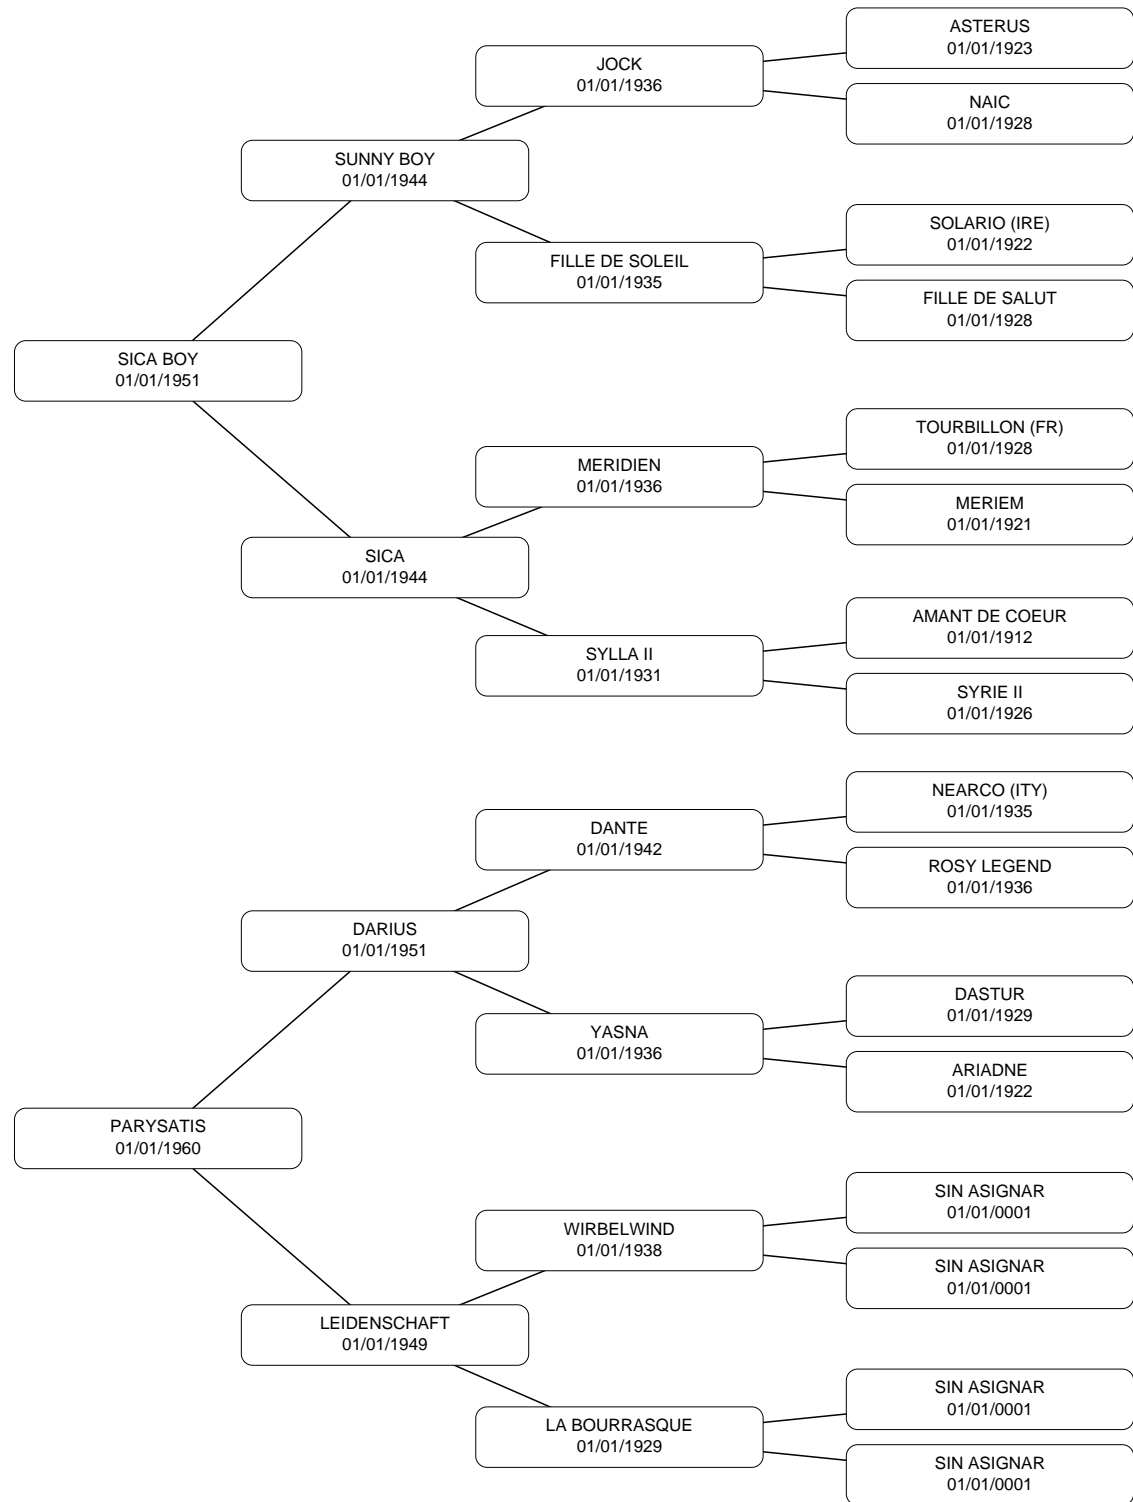 ASTERUS
01/01/1923
JOCK
01/01/1936
NAIC
01/01/1928
SUNNY BOY
01/01/1944
SOLARIO (IRE)
01/01/1922
FILLE DE SOLEIL
01/01/1935
FILLE DE SALUT
01/01/1928
SICA BOY
01/01/1951
TOURBILLON (FR)
01/01/1928
MERIDIEN
01/01/1936
MERIEM
01/01/1921
SICA
01/01/1944
AMANT DE COEUR
01/01/1912
SYLLA II
01/01/1931
SYRIE II
01/01/1926
NEARCO (ITY)
01/01/1935
DANTE
01/01/1942
ROSY LEGEND
01/01/1936
DARIUS
01/01/1951
DASTUR
01/01/1929
YASNA
01/01/1936
ARIADNE
01/01/1922
PARYSATIS
01/01/1960
SIN ASIGNAR
01/01/0001
WIRBELWIND
01/01/1938
SIN ASIGNAR
01/01/0001
LEIDENSCHAFT
01/01/1949
SIN ASIGNAR
01/01/0001
LA BOURRASQUE
01/01/1929
SIN ASIGNAR
01/01/0001